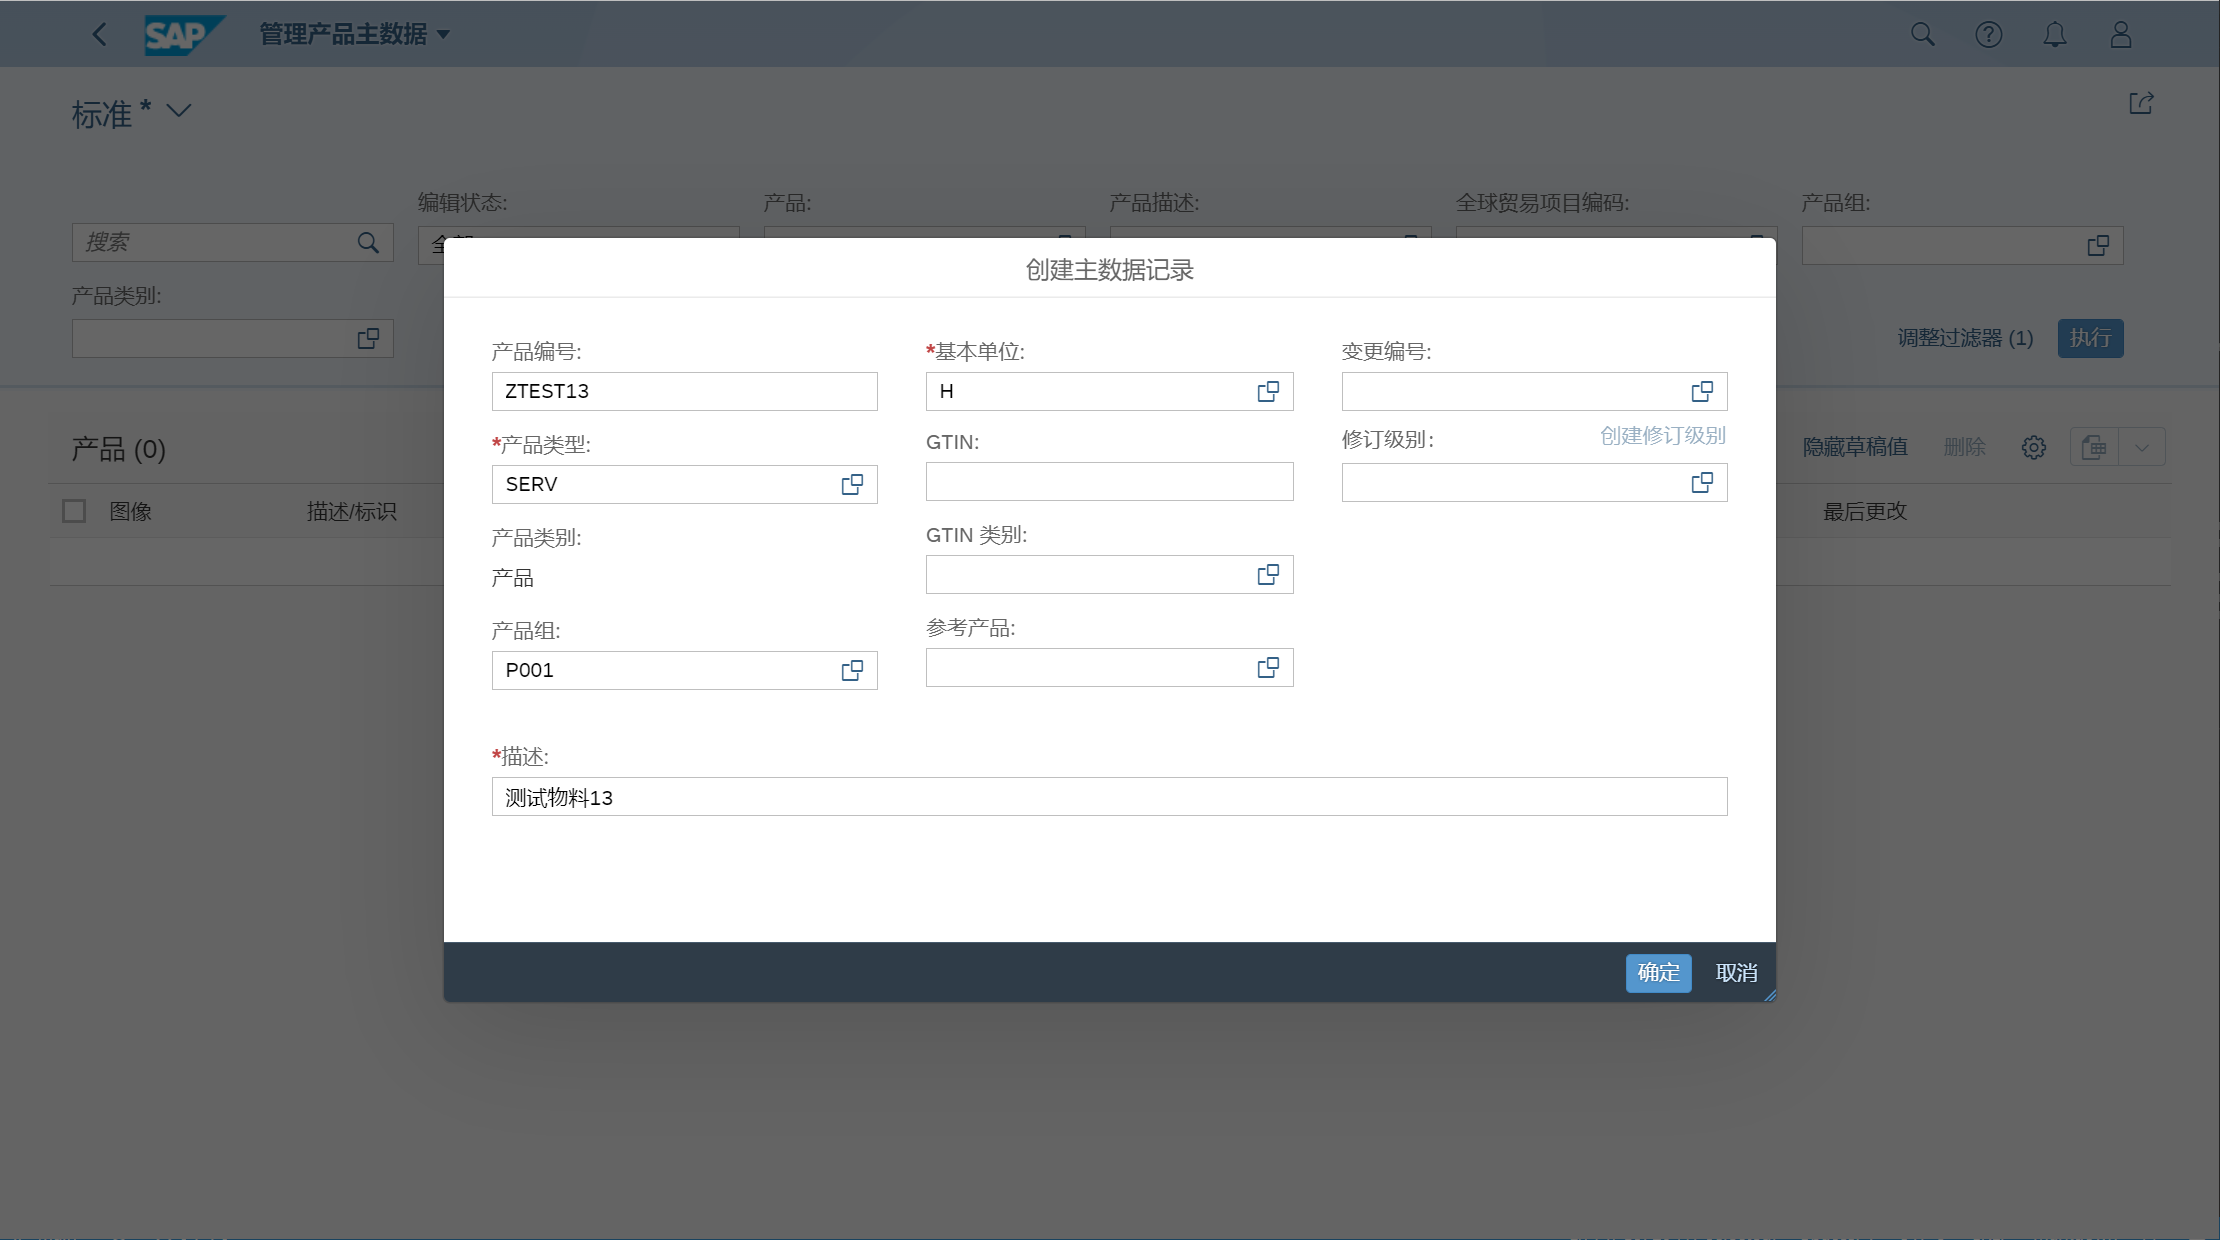 SAP 管理产品主数据
标准 *
编辑状态: 产品: 产品描述: 全球贸易项目编码: 产品组:
搜索
产品类别:
调整过滤器 (1) 执行
产品 (0) 隐藏草稿值 删除
图像 描述/标识 最后更改
创建主数据记录
产品编号: *基本单位: 变更编号:
ZTEST13 H
*产品类型: GTIN: 修订级别: 创建修订级别
SERV
产品类别: GTIN 类别:
产品
产品组: 参考产品:
P001
*描述:
测试物料13
确定 取消